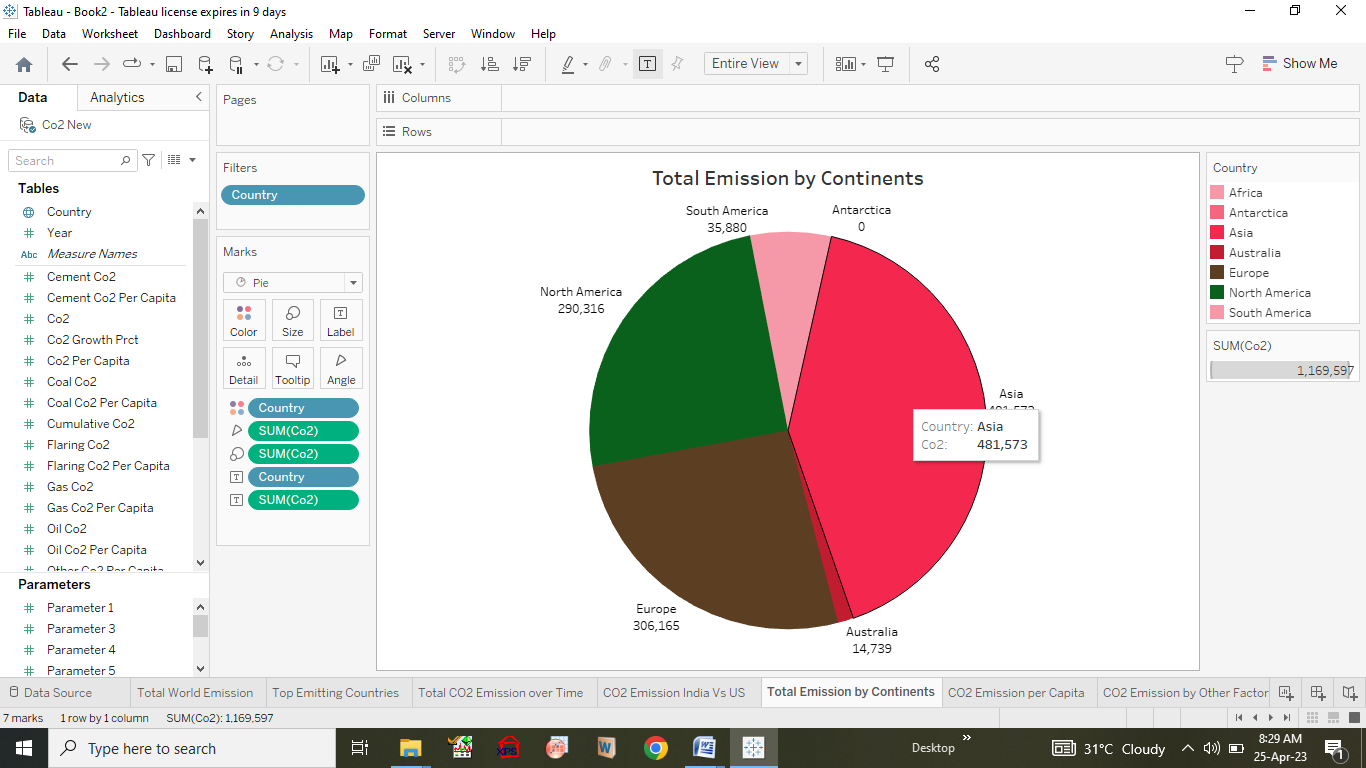 Tableau - Book2 - Tableau license expires in 9 days
File Data Worksheet Dashboard Story Analysis Map Format Server Window Help
Entire View
Show Me
Data Analytics
Co2 New
Search
Tables
Country
Year
Abc Measure Names
Cement Co2
Cement Co2 Per Capita
Co2
Co2 Growth Prct
Co2 Per Capita
Coal Co2
Coal Co2 Per Capita
Cumulative Co2
Flaring Co2
Flaring Co2 Per Capita
Gas Co2
Gas Co2 Per Capita
Oil Co2
Oil Co2 Per Capita
Other Co2 Per Capita
Parameters
Parameter 1
Parameter 3
Parameter 4
Parameter 5
Pages
Filters
Country
Marks
Pie
Color Size Label
Detail Tooltip Angle
Country
SUM(Co2)
SUM(Co2)
Country
SUM(Co2)
Columns
Rows
Total Emission by Continents
South America
35,880
Antarctica
0
North America
290,316
Asia
481,573
Country: Asia
Co2: 481,573
Europe
306,165
Australia
14,739
Country
Africa
Antarctica
Asia
Australia
Europe
North America
South America
SUM(Co2)
1,169,597
Data Source Total World Emission Top Emitting Countries Total CO2 Emission over Time CO2 Emission India Vs US Total Emission by Continents CO2 Emission per Capita CO2 Emission by Other Factor
7 marks 1 row by 1 column SUM(Co2): 1,169,597
Type here to search
XPS
W
W
Desktop
31°C Cloudy
8:29 AM
25-Apr-23
1